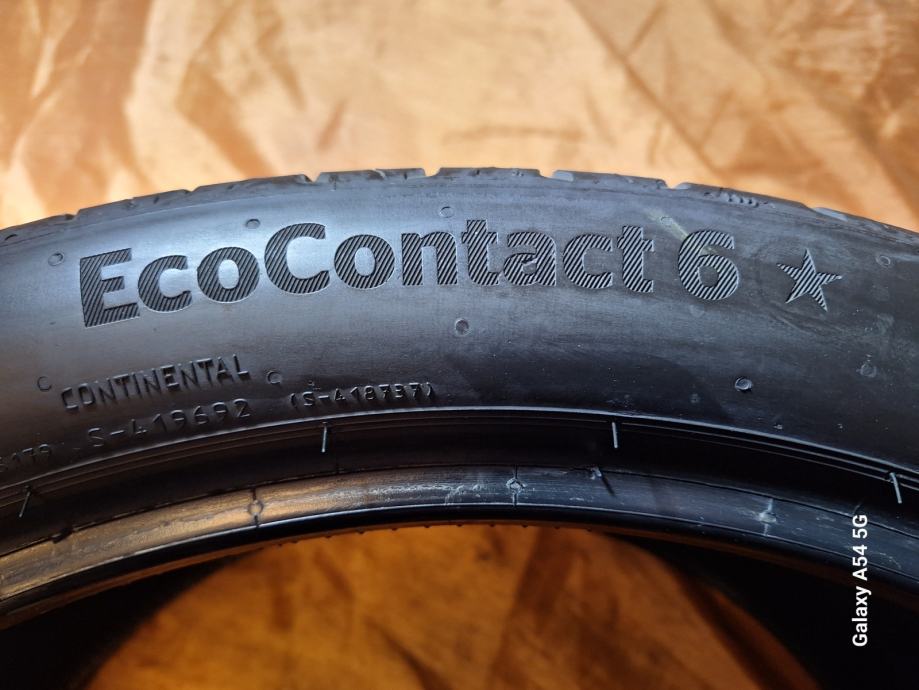 EcoContact 6 ★
CONTINENTAL
S-419692 (S-418737)
Galaxy A54 5G